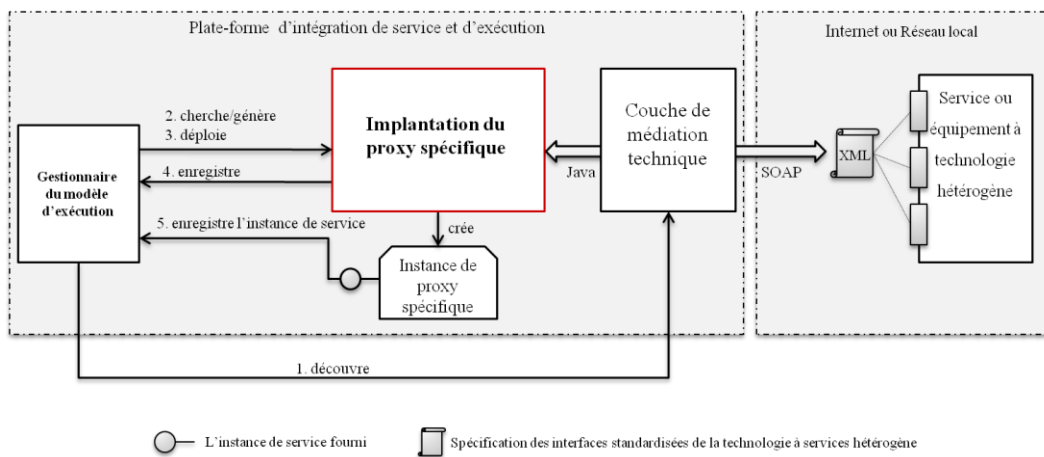 Plate-forme d'intégration de service et d'exécution
Internet ou Réseau local
2. cherche/génère
3. déploie
4. enregistre
5. enregistre l'instance de service
Gestionnaire
du modèle
d'exécution
Implantation du
proxy spécifique
crée
Instance de
proxy
spécifique
Java
Couche de
médiation
technique
SOAP
XML
Service ou
équipement à
technologie
hétérogène
1. découvre
L'instance de service fourni
Spécification des interfaces standardisées de la technologie à services hétérogène